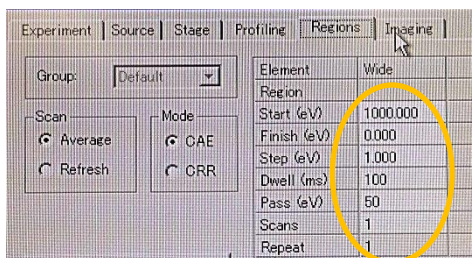 Experiment Source Stage Profiling Regions Imaging
Group: Default
Scan
Average
Refresh
Mode
CAE
CRR
Element Wide
Region
Start (eV) 1000.000
Finish (eV) 0.000
Step (eV) 1.000
Dwell (ms) 100
Pass (eV) 50
Scans 1
Repeat 1